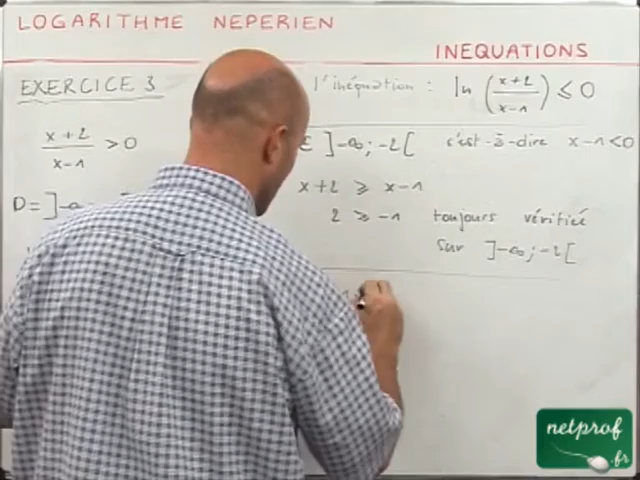 LOGARITHME NEPERIEN
INEQUATIONS
EXERCICE 3
l'inéquation : ln (x+2/x-1) ≤ 0
x+2/x-1 > 0
∈ ]-∞; -2[ c'est-à-dire x-1<0
x+2 ≥ x-1
D = ]-∞
2 ≥ -1 toujours vérifiée
sur ]-∞; -2[
netprof
.fr